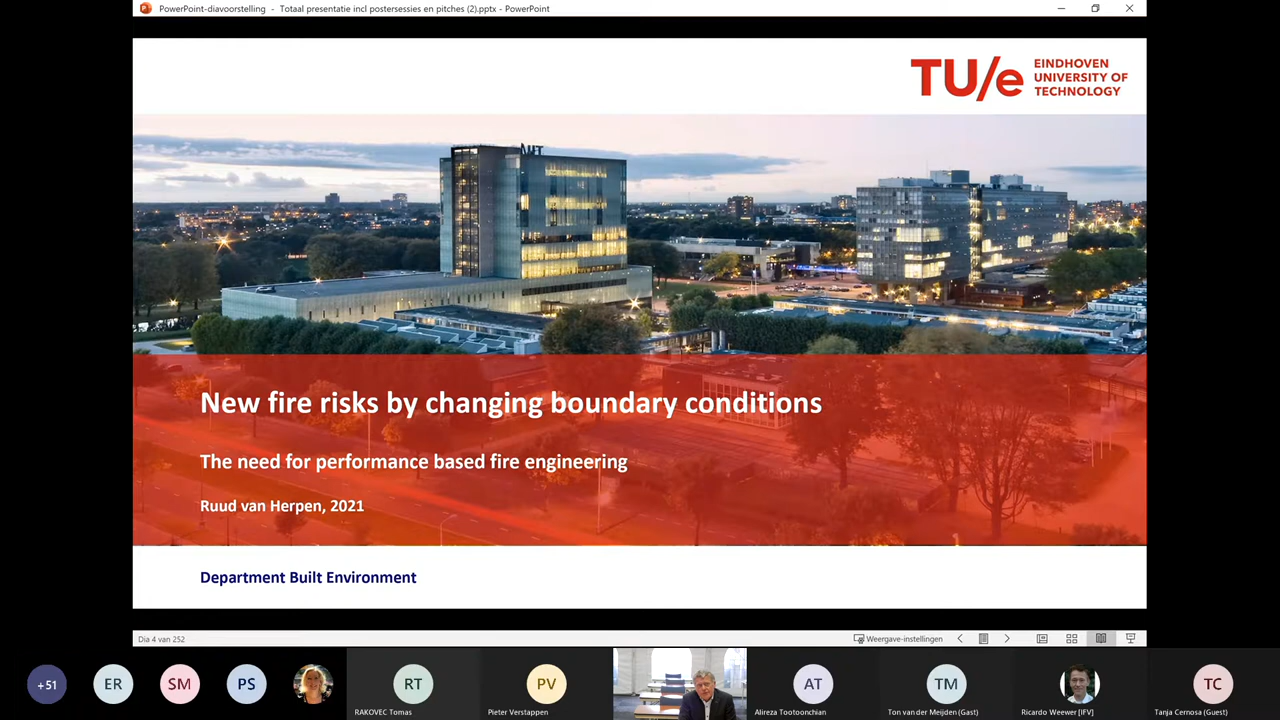 PowerPoint-diavoorstelling - Totaal presentatie incl postersessies en pitches (2).pptx - PowerPoint
TU/e EINDHOVEN
UNIVERSITY OF
TECHNOLOGY
New fire risks by changing boundary conditions
The need for performance based fire engineering
Ruud van Herpen, 2021
Department Built Environment
Dia 4 van 252
Weergave-instellingen
+51
ER
SM
PS
RT
RAKOVEC Tomas
PV
Pieter Verstappen
AT
Alireza Tootoonchian
TM
Ton van der Meijden (Gast)
Ricardo Weewer [IFV]
TC
Tanja Cernosa (Guest)